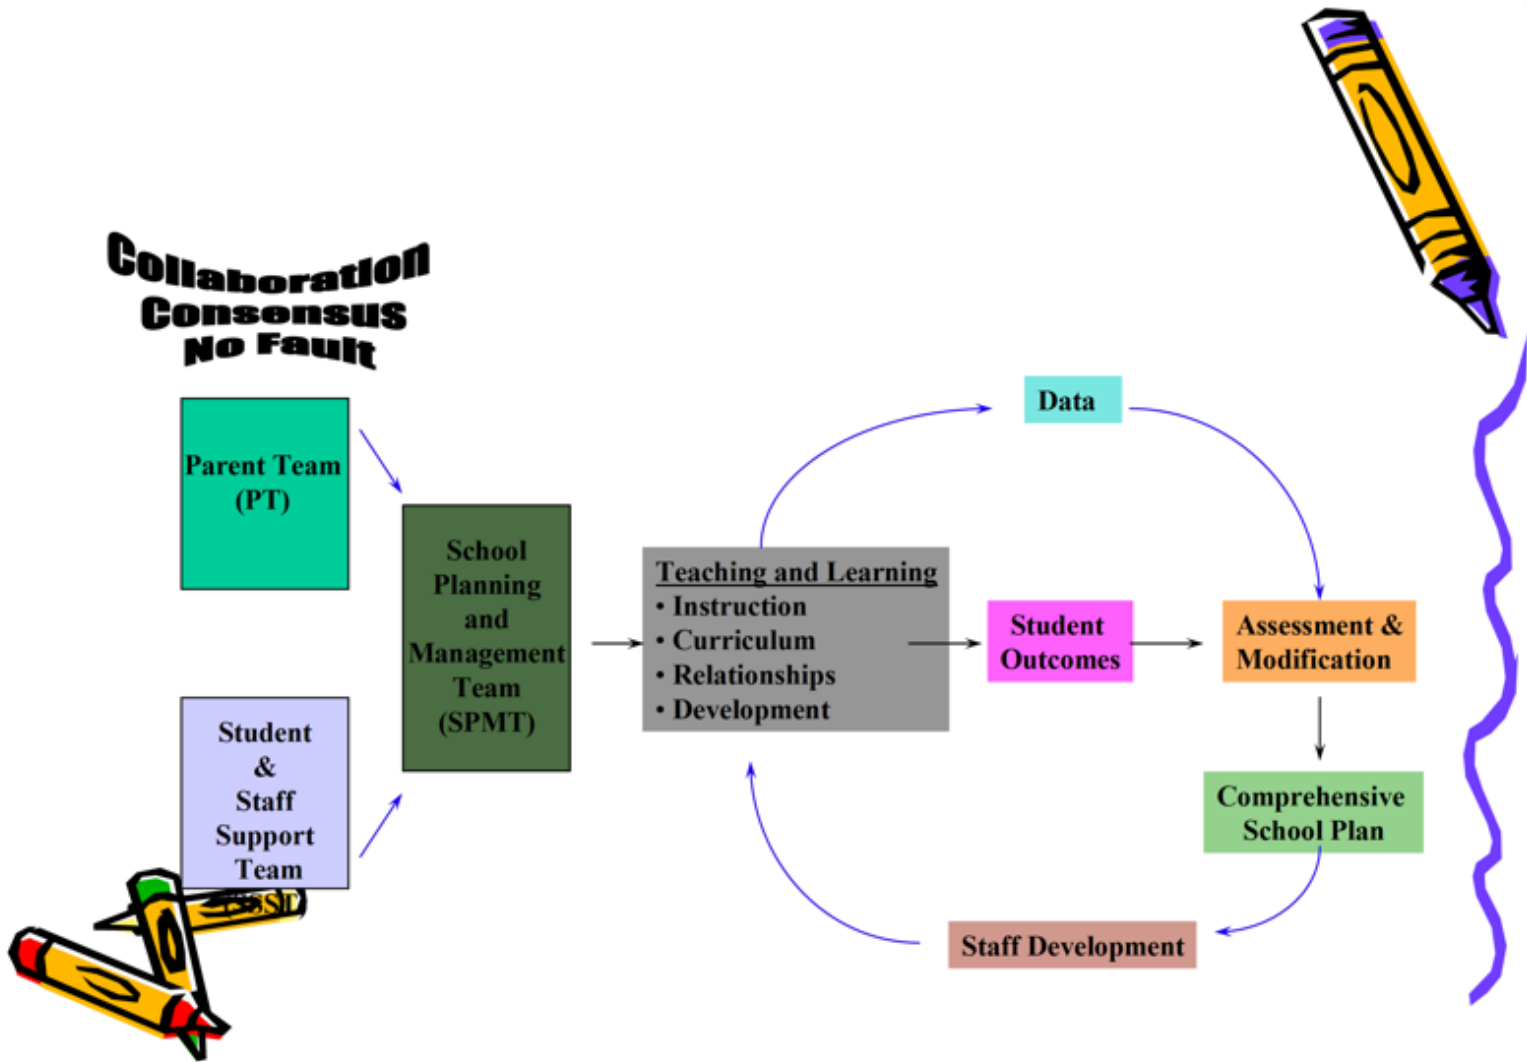 Collaboration
Consensus
No Fault
Parent Team
(PT)
Student
&
Staff
Support
Team
(SSST)
School
Planning
and
Management
Team
(SPMT)
Teaching and Learning
• Instruction
• Curriculum
• Relationships
• Development
Data
Student
Outcomes
Assessment &
Modification
Comprehensive
School Plan
Staff Development